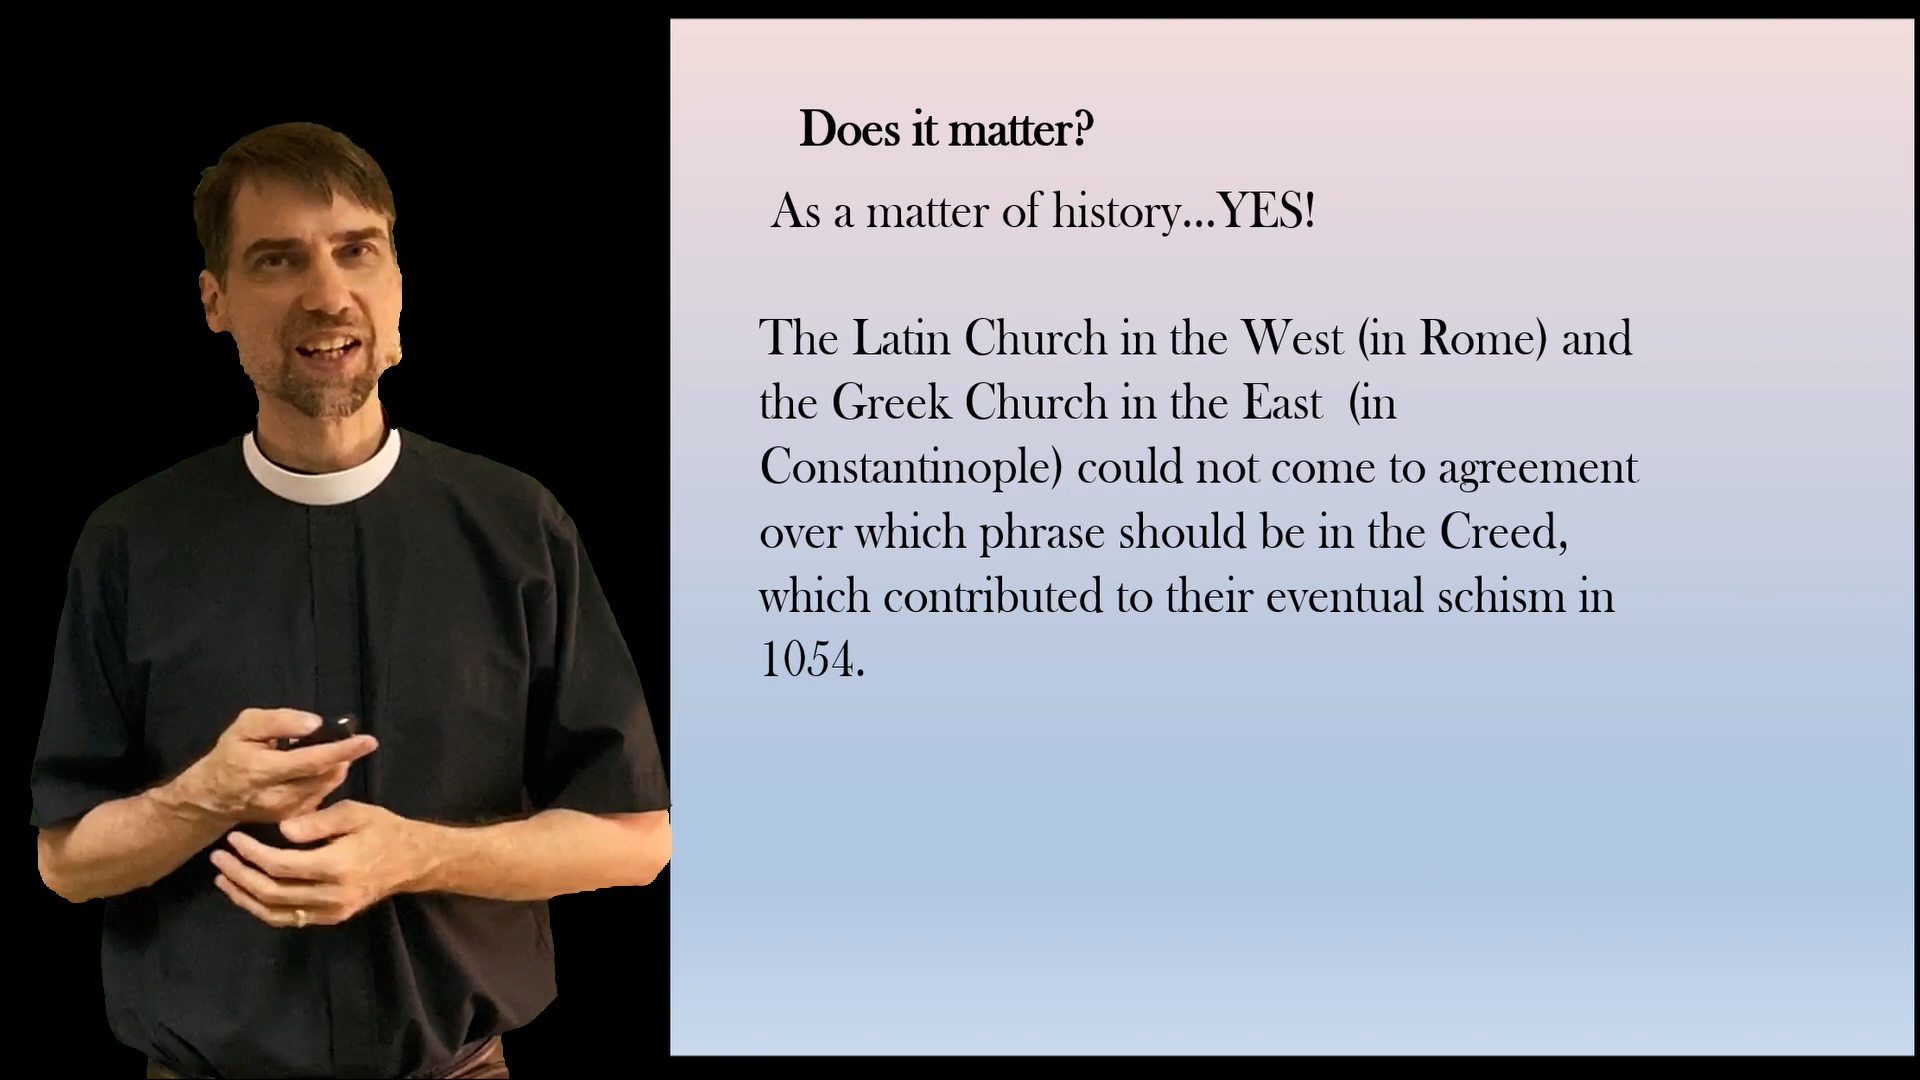 Does it matter?
As a matter of history...YES!
The Latin Church in the West (in Rome) and
the Greek Church in the East  (in
Constantinople) could not come to agreement
over which phrase should be in the Creed,
which contributed to their eventual schism in
1054.